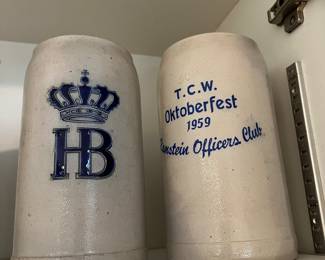 HB
T.C.W.
Oktoberfest
1959
Officers Club